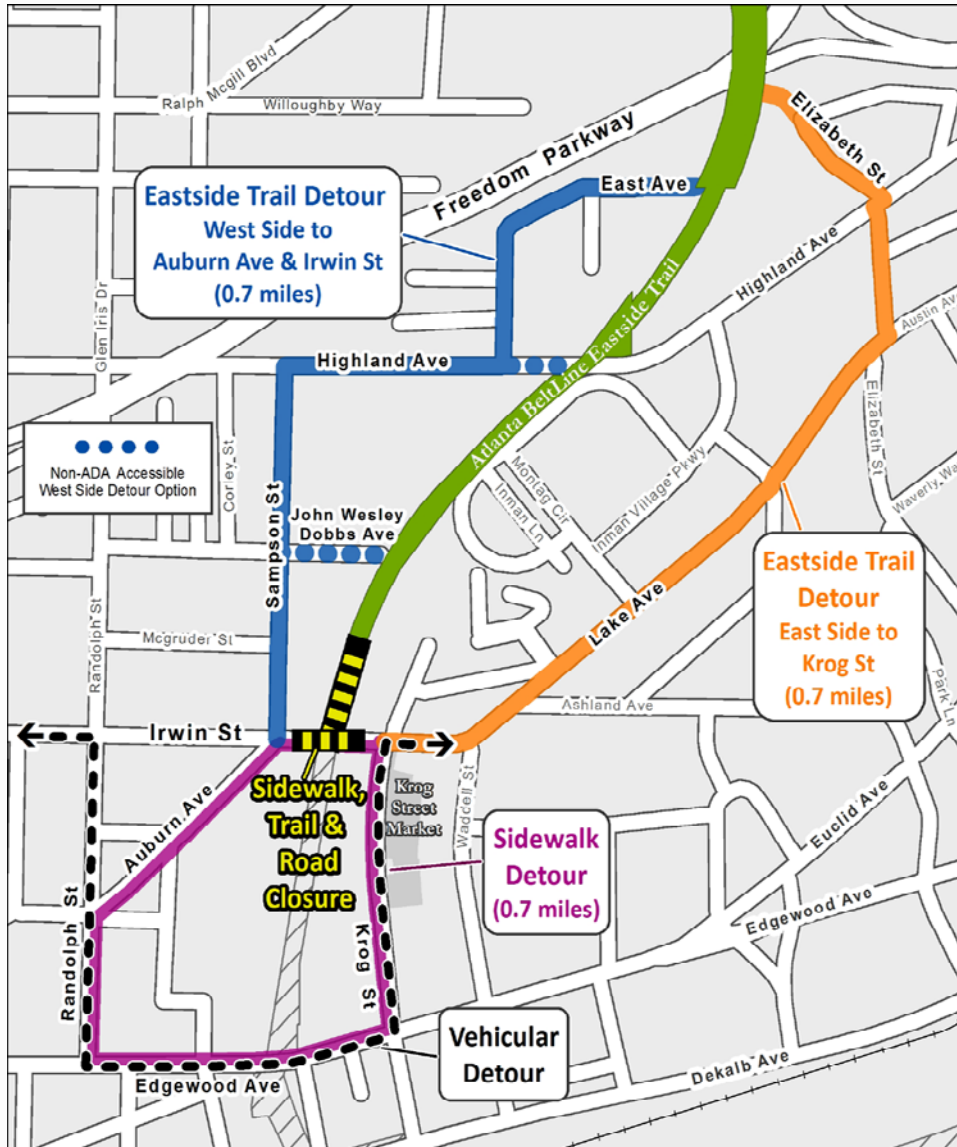 Ralph Mcgill Blvd
Willoughby Way
Freedom Parkway
Elizabeth St
Eastside Trail Detour
West Side to
Auburn Ave & Irwin St
(0.7 miles)
East Ave
Highland Ave
Glen Iris Dr
Atlanta BeltLine Eastside Trail
Austin Av
Highland Ave
Elizabeth St
Non-ADA Accessible
West Side Detour Option
Corley St
Montag Cir
Inman Ln
Inman Village Pkwy
Waverly Wa
John Wesley
Dobbs Ave
Sampson St
Eastside Trail
Detour
East Side to
Krog St
(0.7 miles)
Lake Ave
Randolph St
Mcgruder St
Park Ln
Ashland Ave
Irwin St
Sidewalk,
Trail &
Road
Closure
Krog
Street
Market
Waddell St
Auburn Ave
Euclid Ave
Sidewalk
Detour
(0.7 miles)
Edgewood Ave
Randolph St
Krog St
Vehicular
Detour
Edgewood Ave
Dekalb Ave